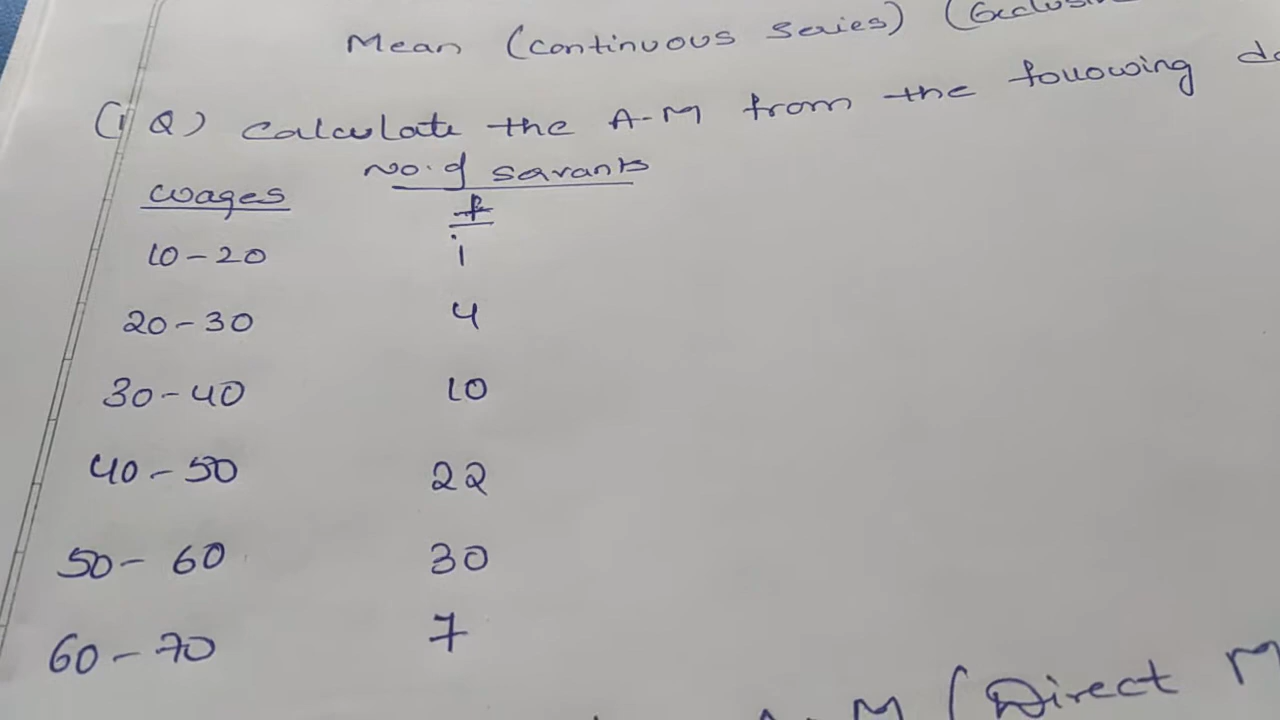 Mean (continuous series)
(1 Q) calculate the A-M from the following
wages No. of servants
f
10-20 1
20-30 4
30-40 10
40-50 22
50-60 30
60-70 7
A-M (Direct M